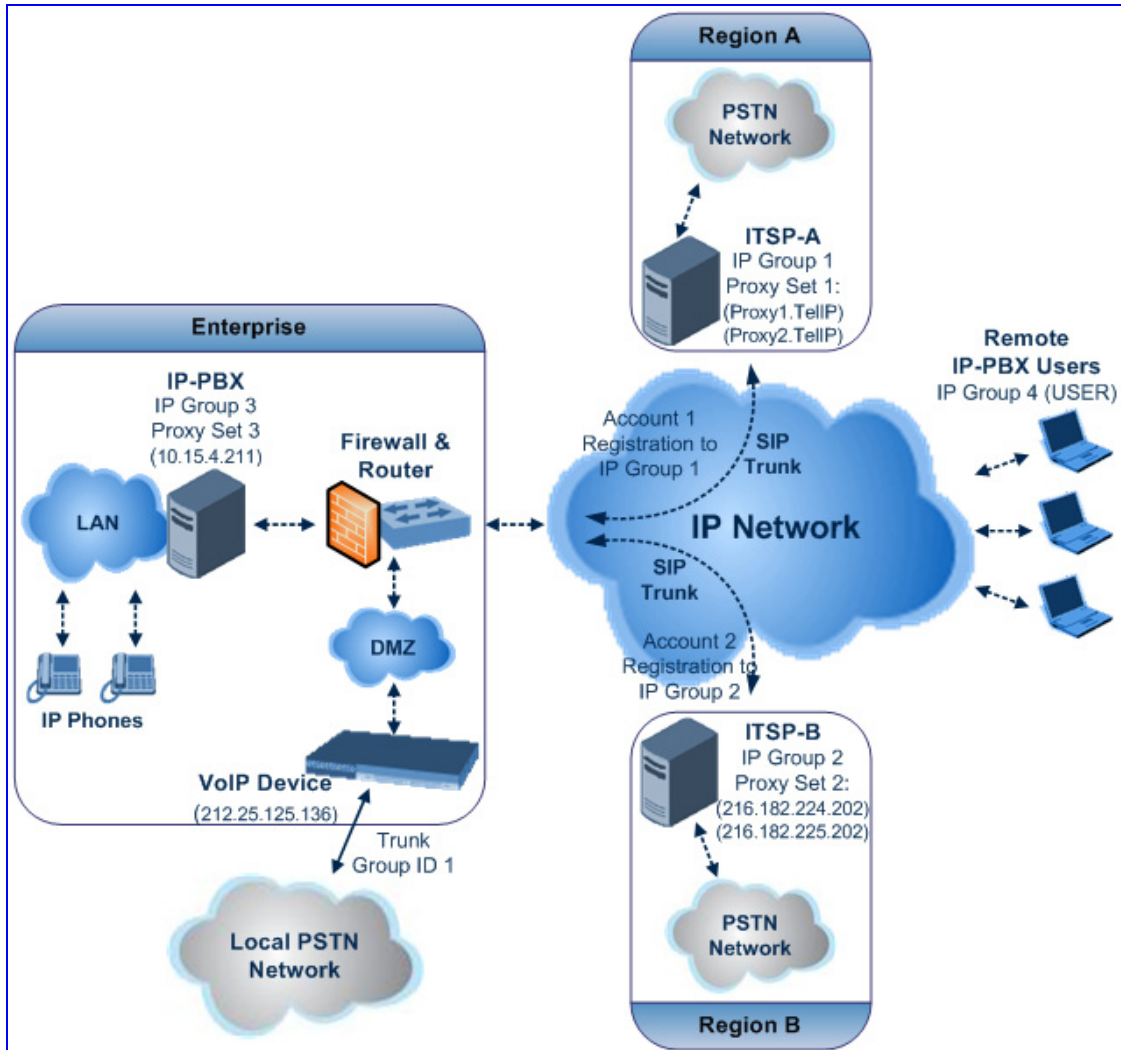 Region A
PSTN
Network
ITSP-A
IP Group 1
Proxy Set 1:
(Proxy1.TelIP)
(Proxy2.TelIP)
Enterprise
IP-PBX
IP Group 3
Proxy Set 3
(10.15.4.211)
Firewall &
Router
LAN
DMZ
IP Phones
VoIP Device
(212.25.125.136)
Trunk
Group ID 1
Local PSTN
Network
Account 1
Registration to
IP Group 1
SIP
Trunk
IP Network
SIP
Trunk
Account 2
Registration to
IP Group 2
Remote
IP-PBX Users
IP Group 4 (USER)
ITSP-B
IP Group 2
Proxy Set 2:
(216.182.224.202)
(216.182.225.202)
PSTN
Network
Region B